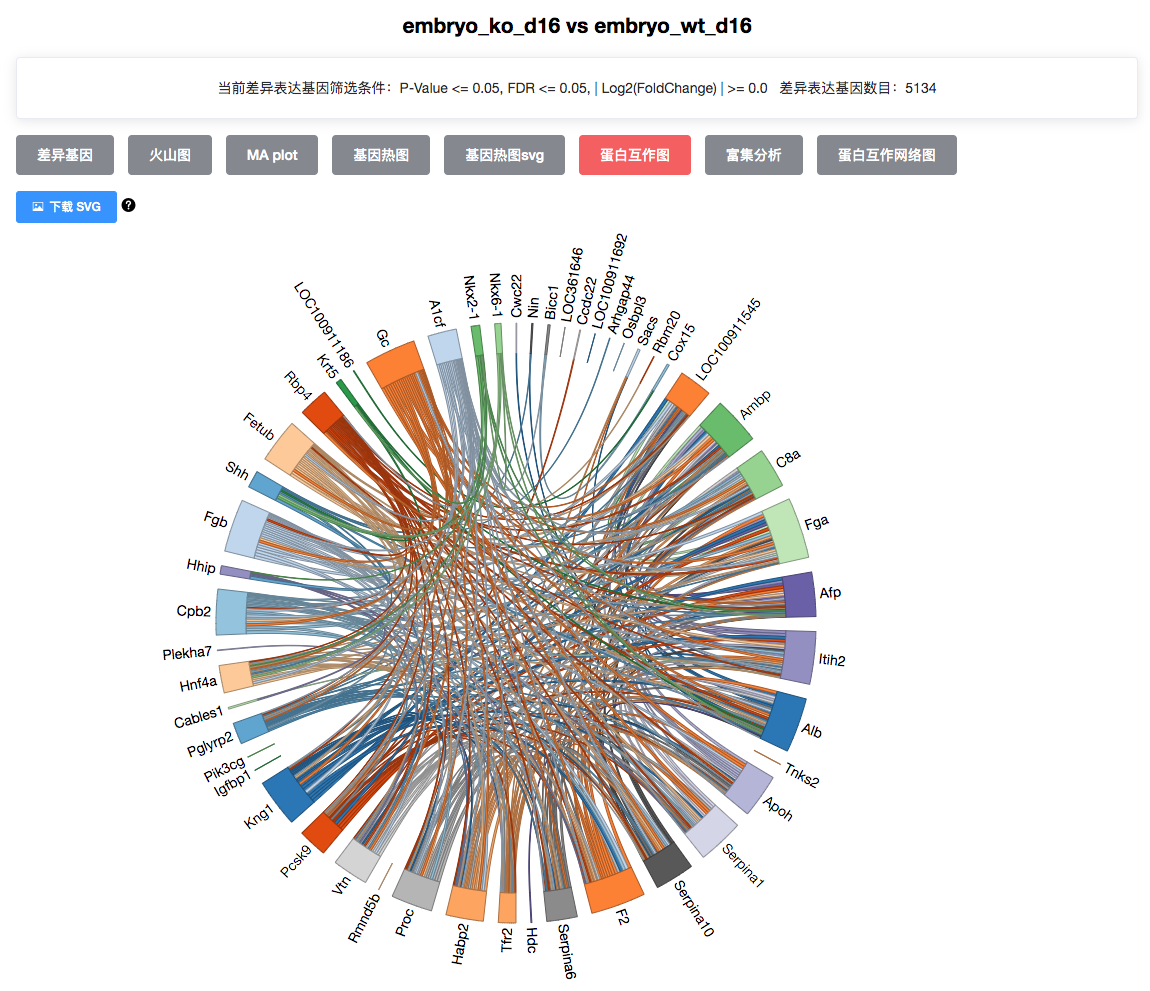 embryo_ko_d16 vs embryo_wt_d16
当前差异表达基因筛选条件：P-Value <= 0.05, FDR <= 0.05, | Log2(FoldChange) | >= 0.0 差异表达基因数目：5134
差异基因
火山图
MA plot
基因热图
基因热图svg
蛋白互作图
富集分析
蛋白互作网络图
下载 SVG
?
Nkx2-1
Nkx6-1
Cwc22
Nin
Bicc1
LOC361646
Ccdc22
LOC100911692
Arhgap44
Osbpl3
Sacs
Rbm20
Cox15
LOC100911545
Ambp
C8a
Fga
Afp
Itih2
Alb
Tnks2
Apoh
Serpina1
Serpina10
F2
Serpina6
Hdc
Tfr2
Habp2
Proc
Rmnd5b
Vtn
Pcsk9
Kng1
Igfbp1
Pik3cg
Pglyrp2
Cables1
Hnf4a
Plekha7
Cpb2
Hhip
Fgb
Shh
Fetub
Rbp4
Krt5
LOC100911186
Gc
A1cf